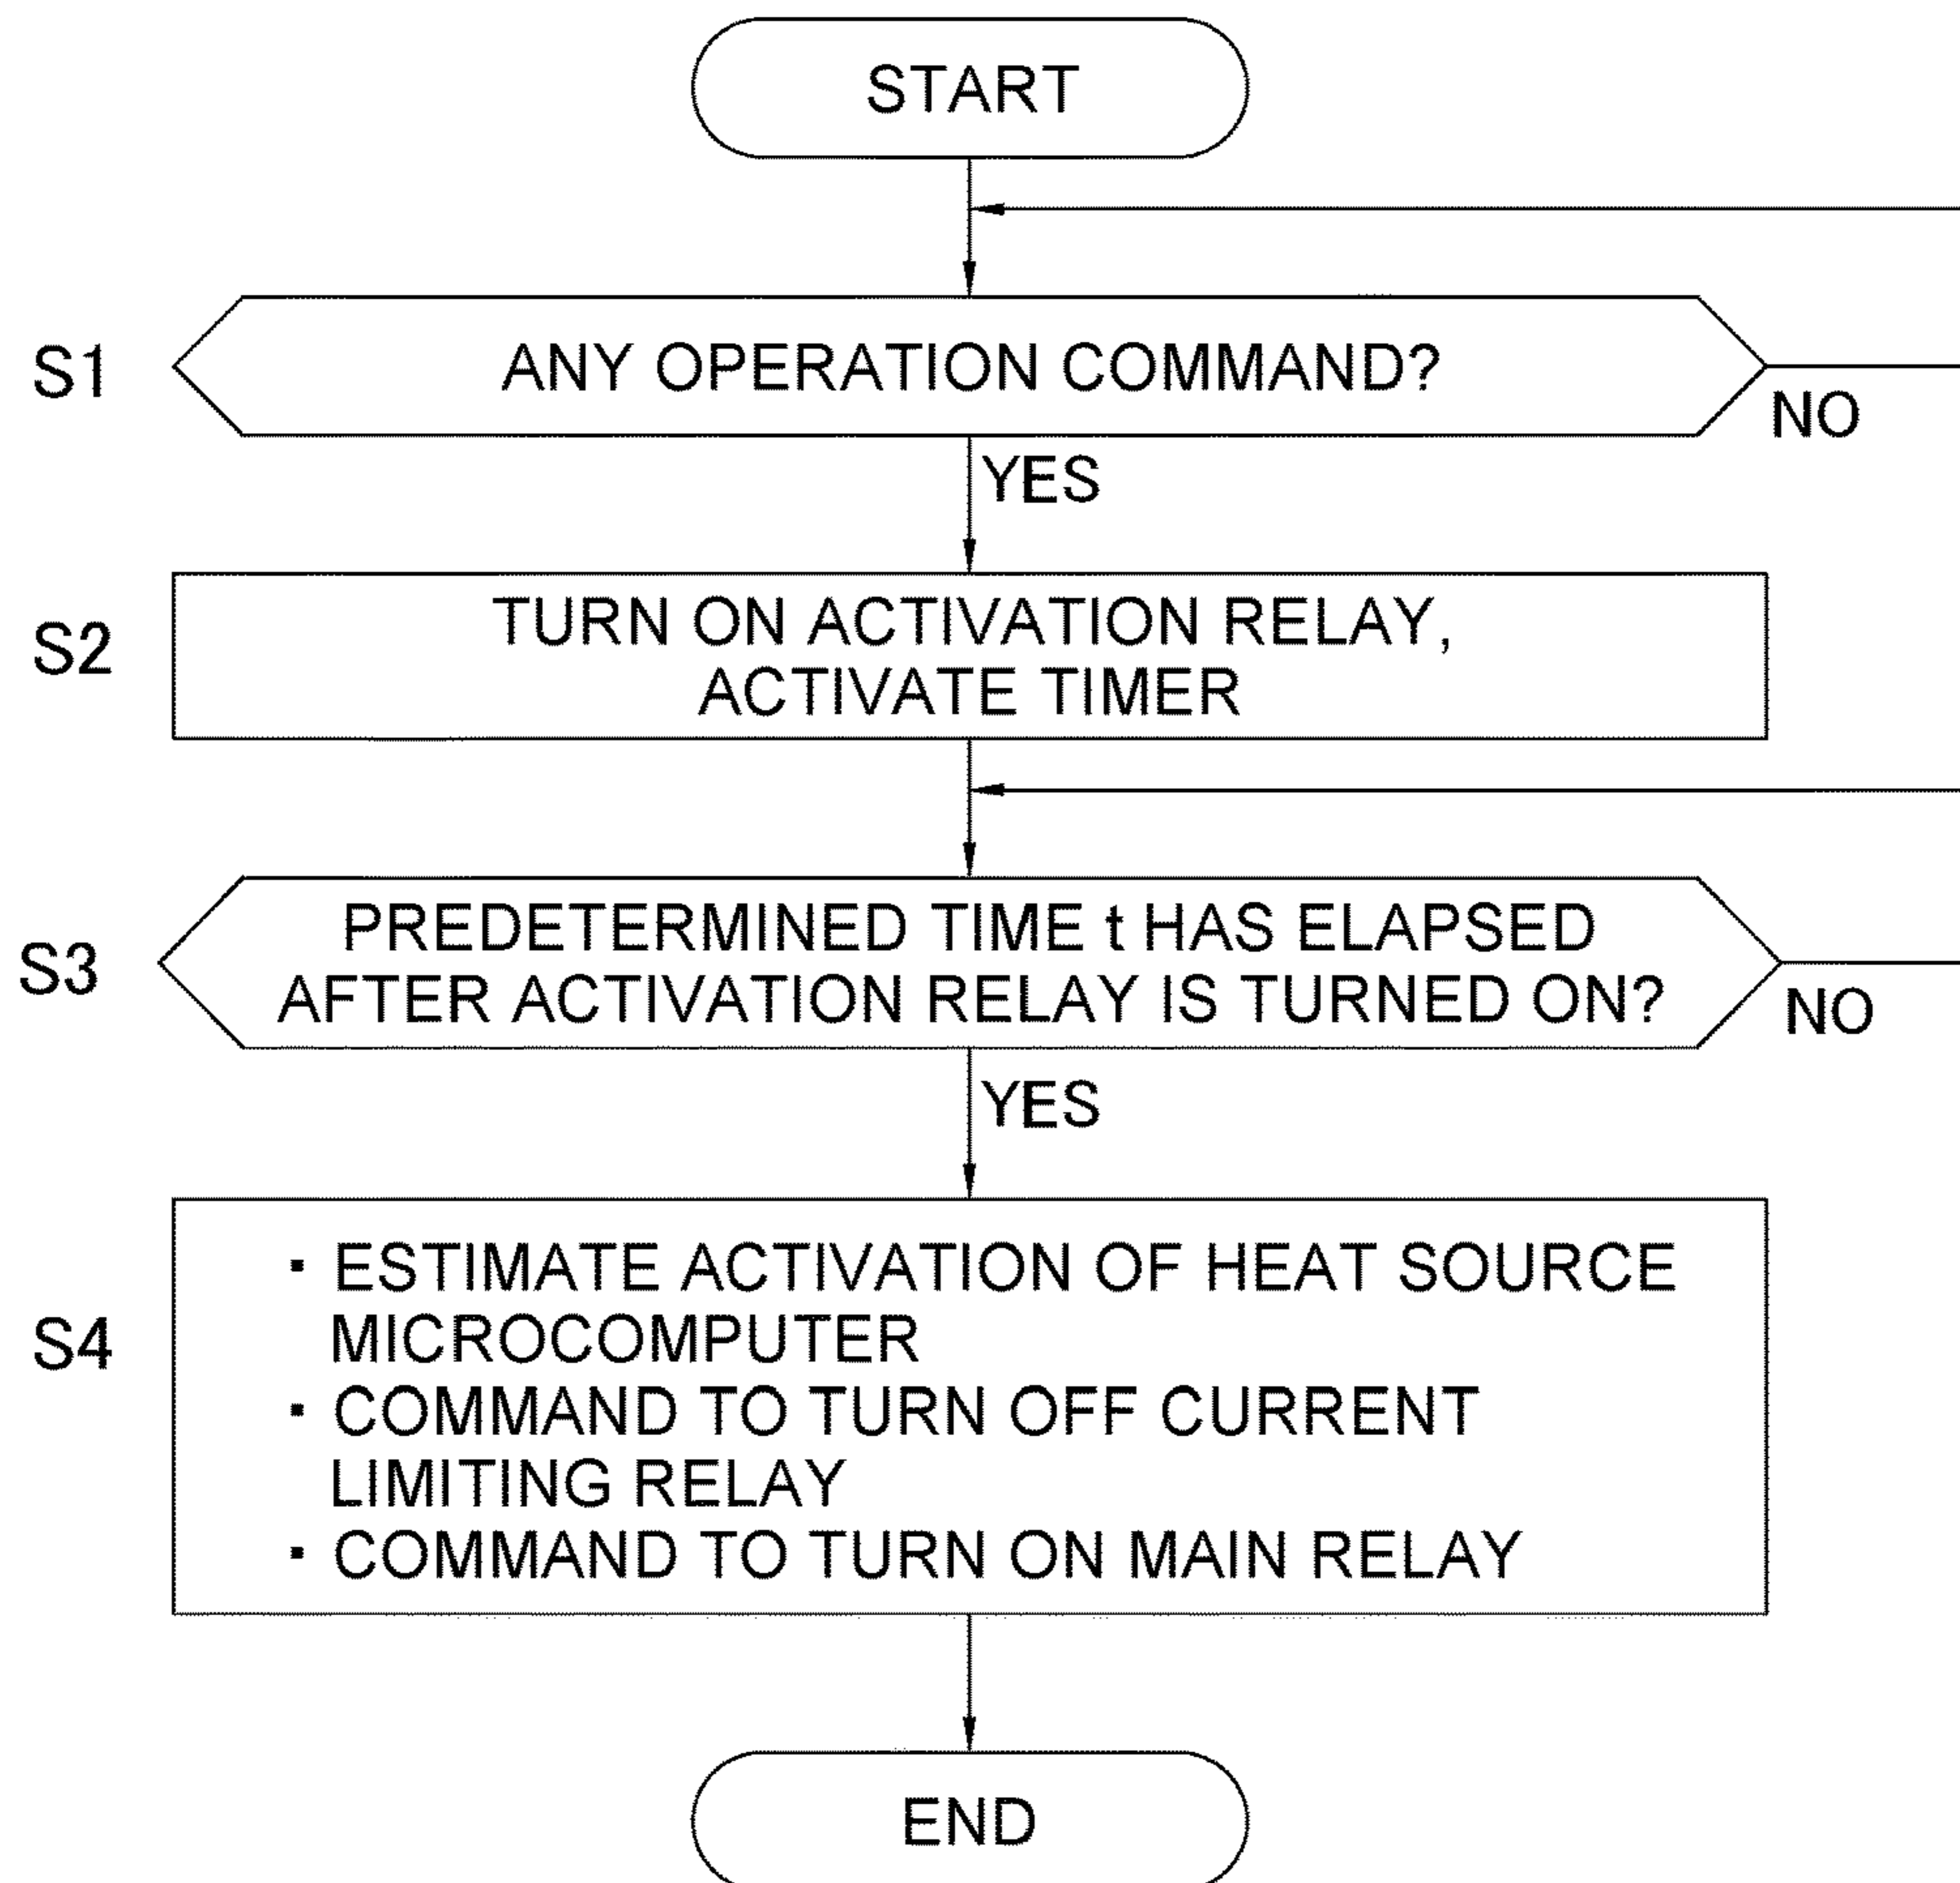 START
S1
ANY OPERATION COMMAND?
NO
YES
S2
TURN ON ACTIVATION RELAY,
ACTIVATE TIMER
S3
PREDETERMINED TIME t HAS ELAPSED
AFTER ACTIVATION RELAY IS TURNED ON?
NO
YES
S4
・ESTIMATE ACTIVATION OF HEAT SOURCE
MICROCOMPUTER
・COMMAND TO TURN OFF CURRENT
LIMITING RELAY
・COMMAND TO TURN ON MAIN RELAY
END